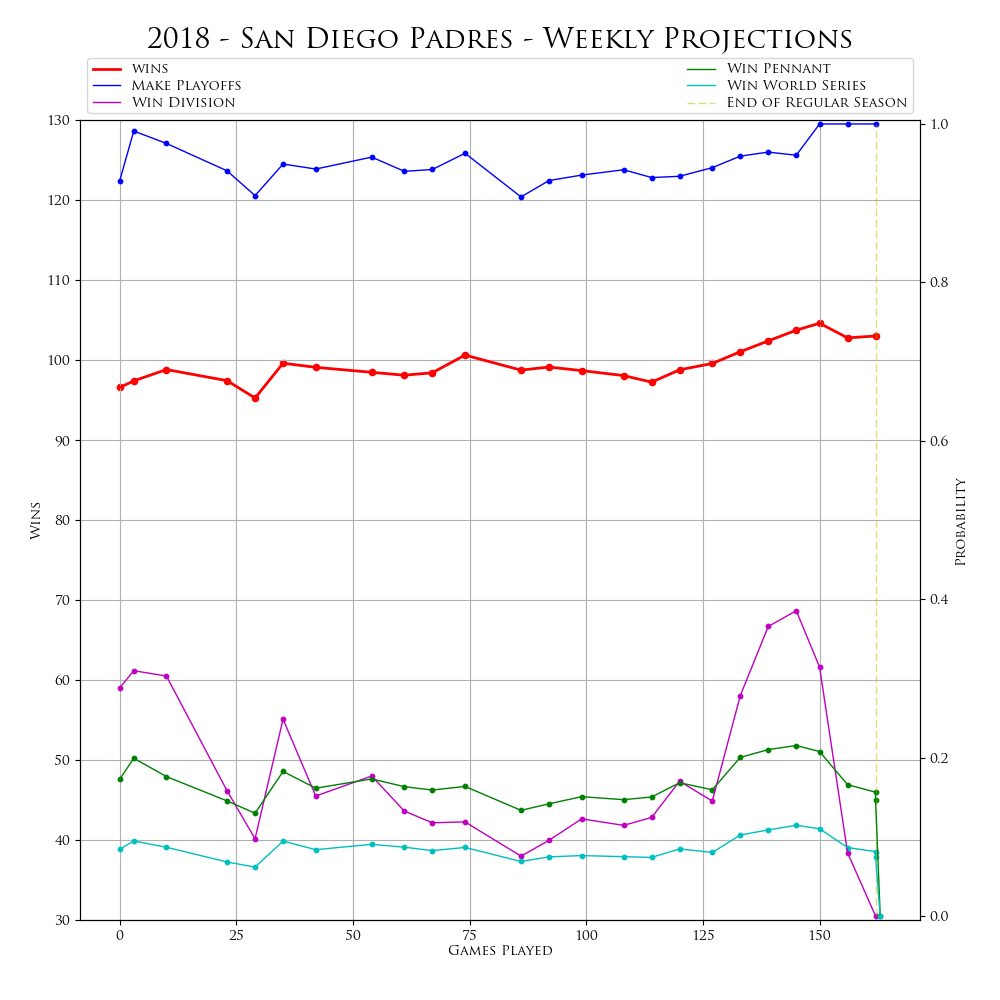 2018 - San Diego Padres - Weekly Projections
wins
Make Playoffs
Win Division
Win Pennant
Win World Series
End of Regular Season
130
120
110
100
90
80
70
60
50
40
30
Wins
1.0
0.8
0.6
0.4
0.2
0.0
Probability
0 25 50 75 100 125 150
Games Played